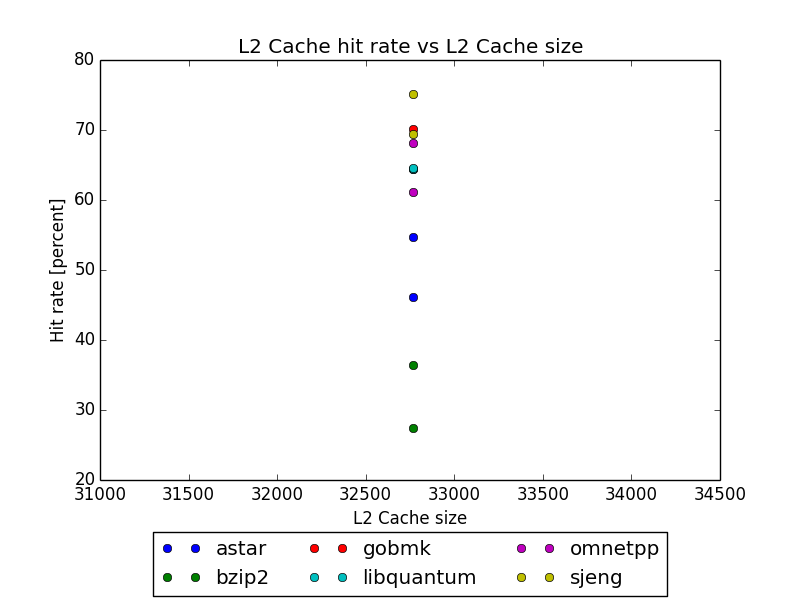 L2 Cache hit rate vs L2 Cache size
80
70
60
50
40
30
20
Hit rate [percent]
31000 31500 32000 32500 33000 33500 34000 34500
L2 Cache size
astar gobmk omnetpp
bzip2 libquantum sjeng